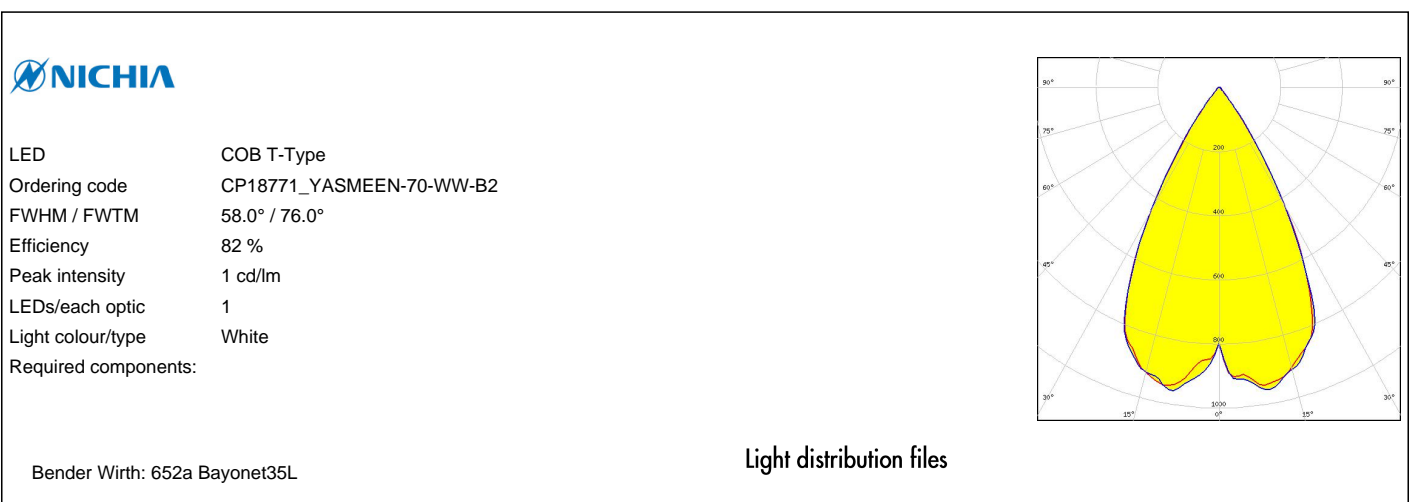 NICHIA
LED COB T-Type
Ordering code CP18771_YASMEEN-70-WW-B2
FWHM / FWTM 58.0° / 76.0°
Efficiency 82 %
Peak intensity 1 cd/lm
LEDs/each optic 1
Light colour/type White
Required components:
Bender Wirth: 652a Bayonet35L
90° 90°
75° 75°
200
60° 60°
400
45° 45°
600
800
30° 30°
1000
15° 0° 15°
Light distribution files